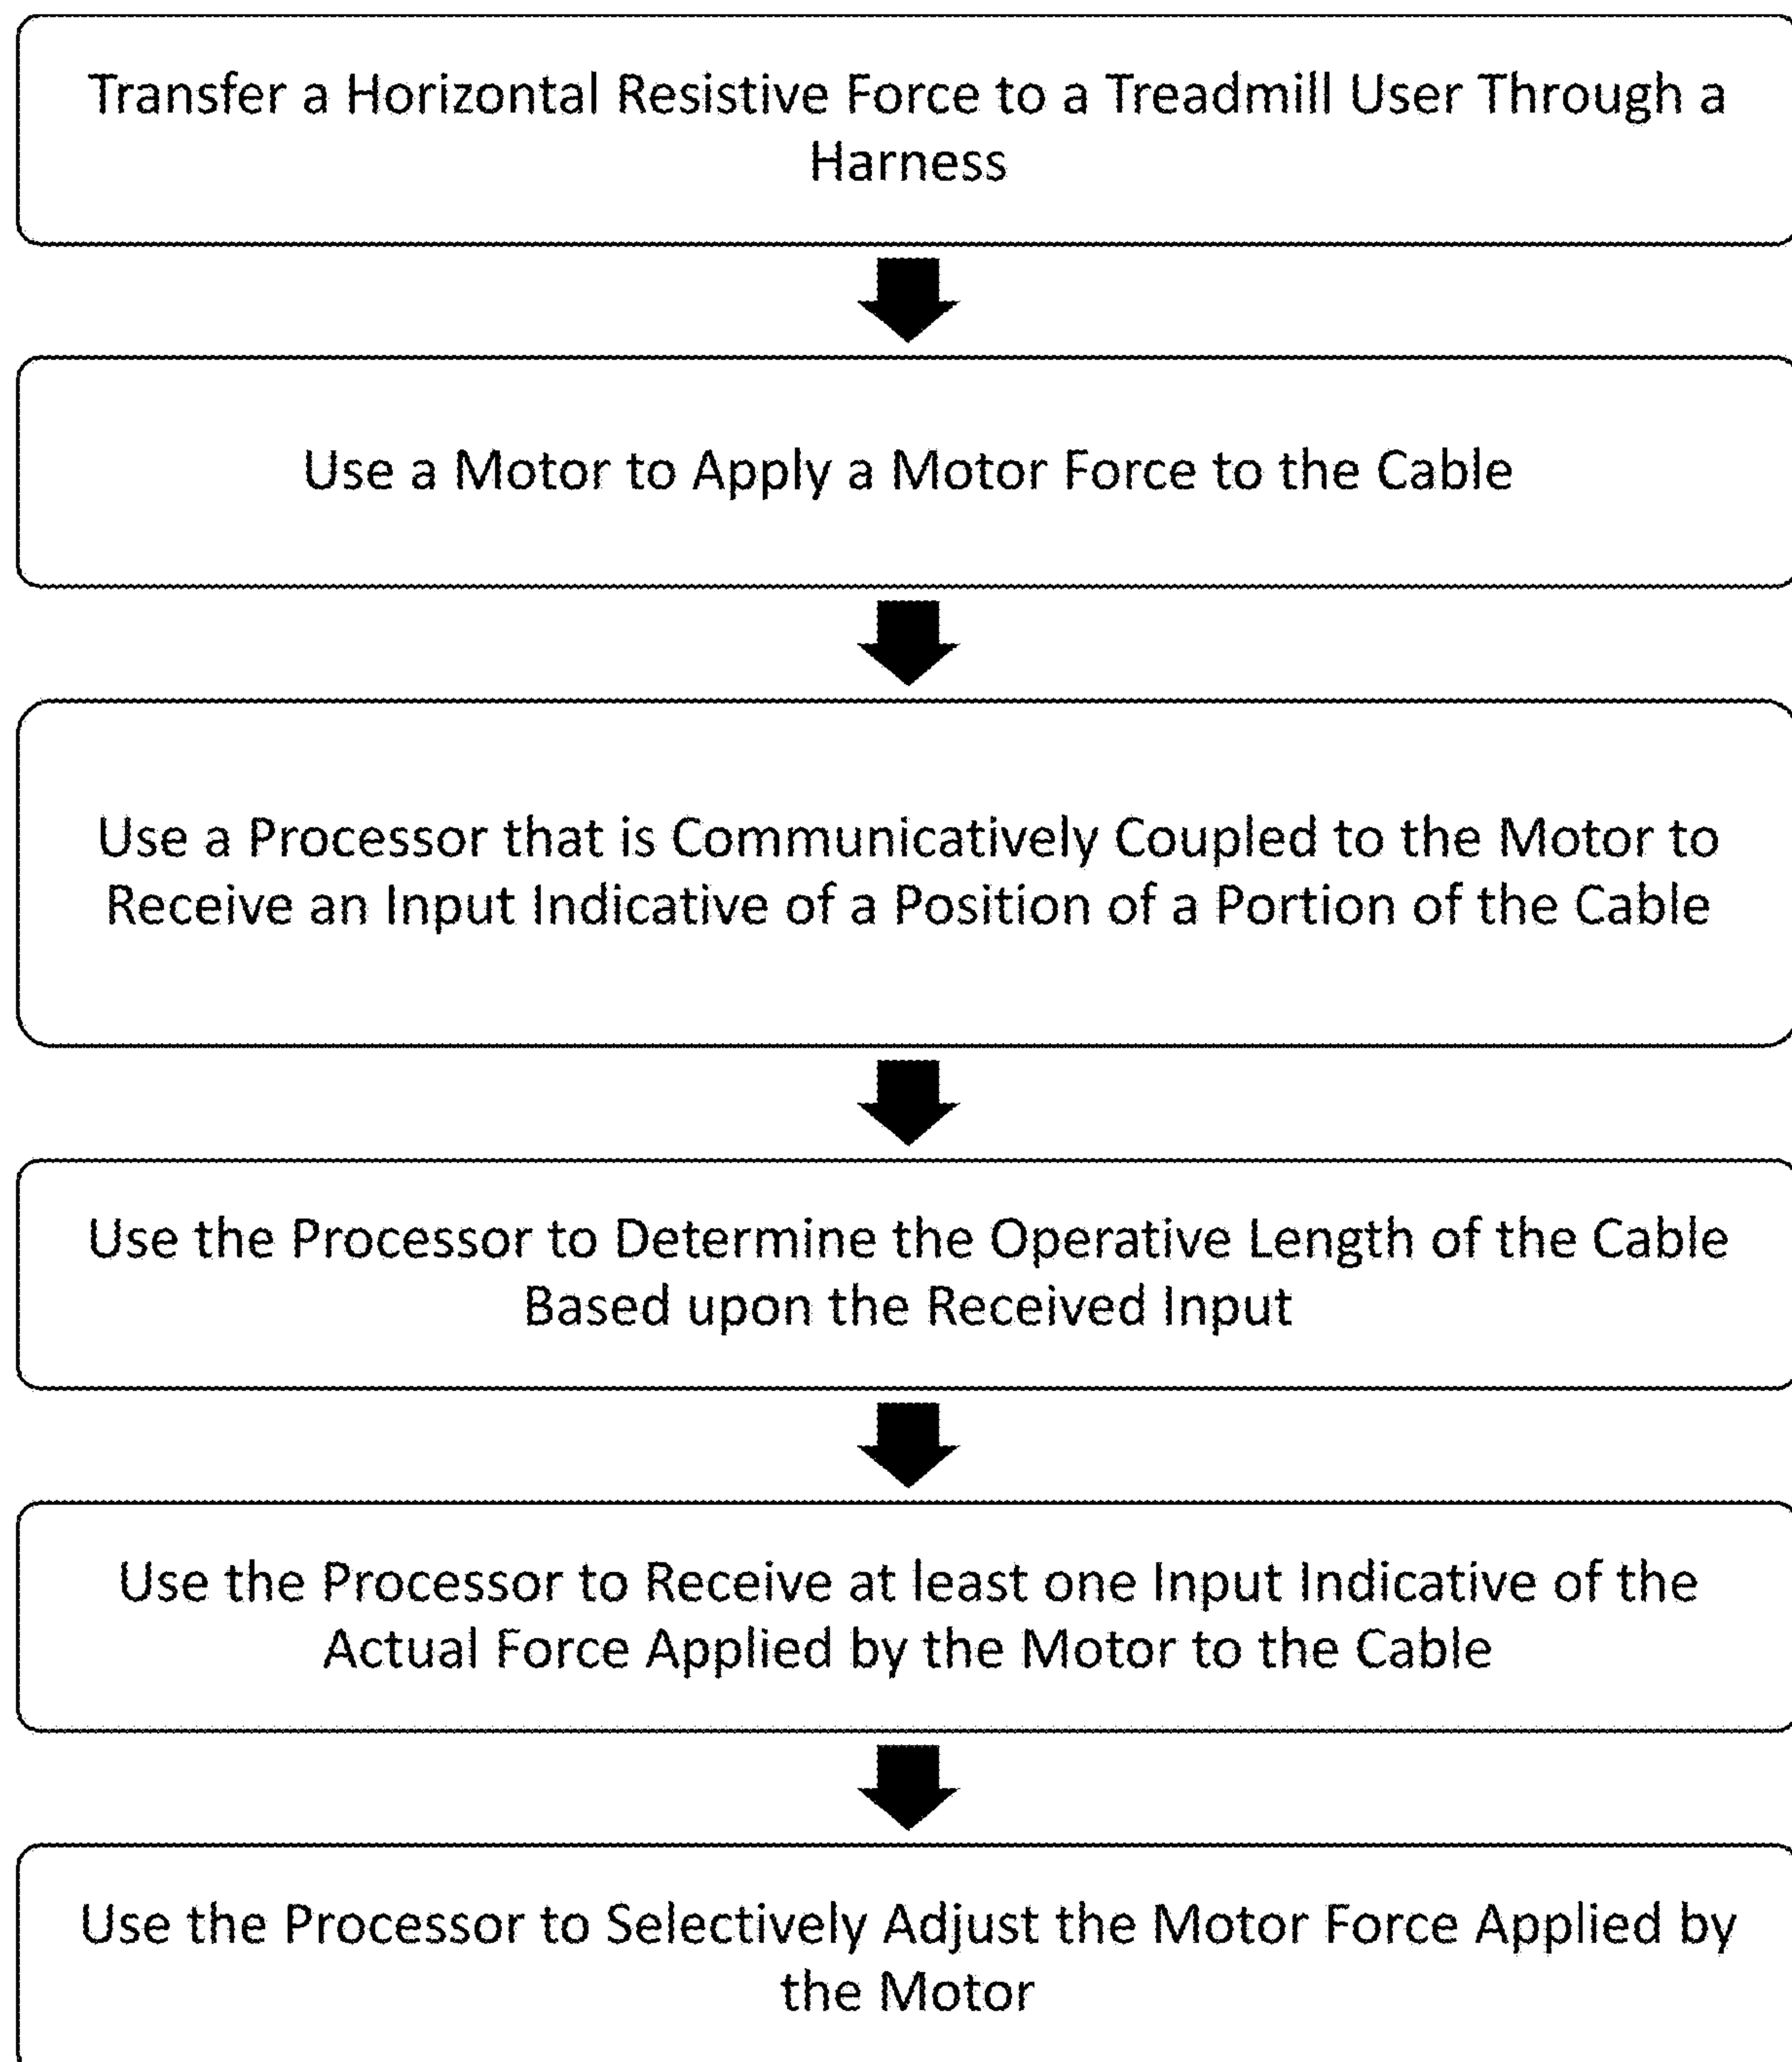 Transfer a Horizontal Resistive Force to a Treadmill User Through a
Harness
Use a Motor to Apply a Motor Force to the Cable
Use a Processor that is Communicatively Coupled to the Motor to
Receive an Input Indicative of a Position of a Portion of the Cable
Use the Processor to Determine the Operative Length of the Cable
Based upon the Received Input
Use the Processor to Receive at least one Input Indicative of the
Actual Force Applied by the Motor to the Cable
Use the Processor to Selectively Adjust the Motor Force Applied by
the Motor